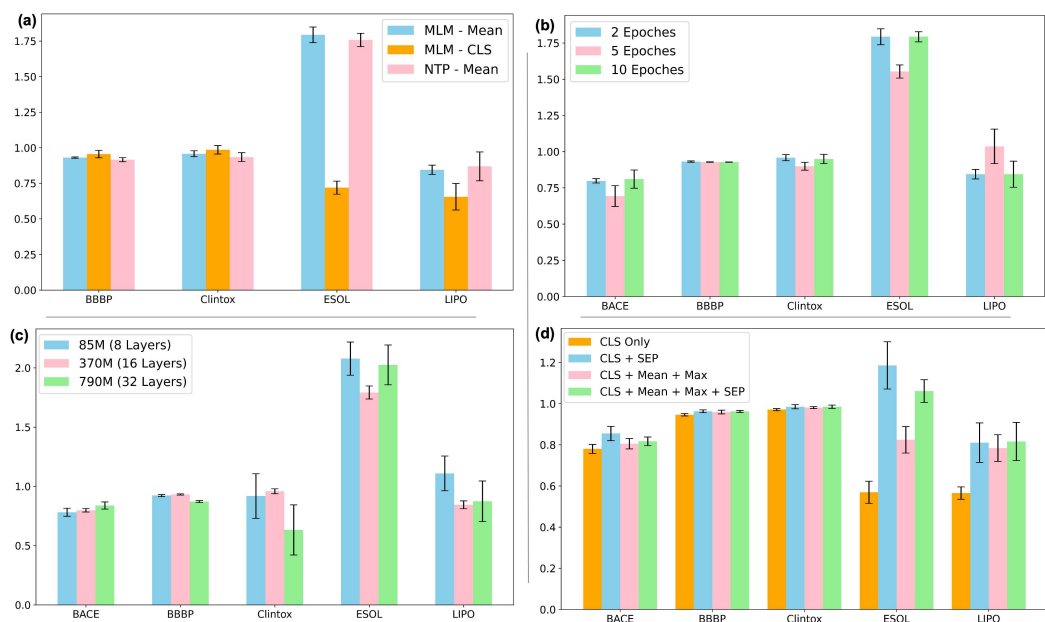 (a)
MLM - Mean
MLM - CLS
NTP - Mean
1.75
1.50
1.25
1.00
0.75
0.50
0.25
0.00
BBBP
Clintox
ESOL
LIPO
(b)
2 Epoches
5 Epoches
10 Epoches
1.75
1.50
1.25
1.00
0.75
0.50
0.25
0.00
BACE
BBBP
Clintox
ESOL
LIPO
(c)
85M (8 Layers)
370M (16 Layers)
790M (32 Layers)
2.0
1.5
1.0
0.5
0.0
BACE
BBBP
Clintox
ESOL
LIPO
(d)
CLS Only
CLS + SEP
CLS + Mean + Max
CLS + Mean + Max + SEP
1.2
1.0
0.8
0.6
0.4
0.2
0.0
BACE
BBBP
Clintox
ESOL
LIPO